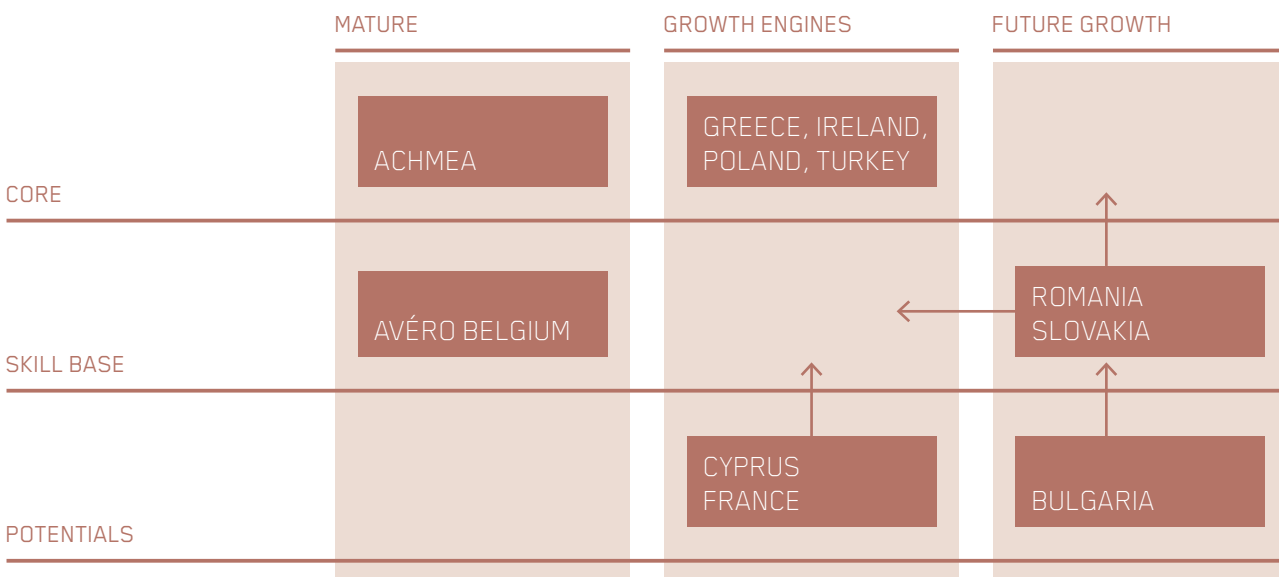 MATURE
GROWTH ENGINES
FUTURE GROWTH
ACHMEA
GREECE, IRELAND,
POLAND, TURKEY
CORE
AVÉRO BELGIUM
ROMANIA
SLOVAKIA
SKILL BASE
CYPRUS
FRANCE
BULGARIA
POTENTIALS